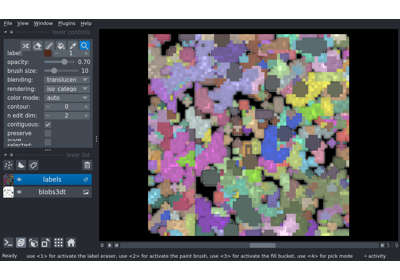 File View Window Plugins Help
layer controls
label: 1
opacity: 0.70
brush size: 10
blending: translucen
rendering: iso_catego
color mode: auto
contour: 0
n edit dim: 2
contiguous:
preserve
selected:
layer list
labels
blobs3dt
Ready use <1> for activate the label eraser, use <2> for activate the paint brush, use <3> for activate the fill bucket, use <4> for pick mode activity